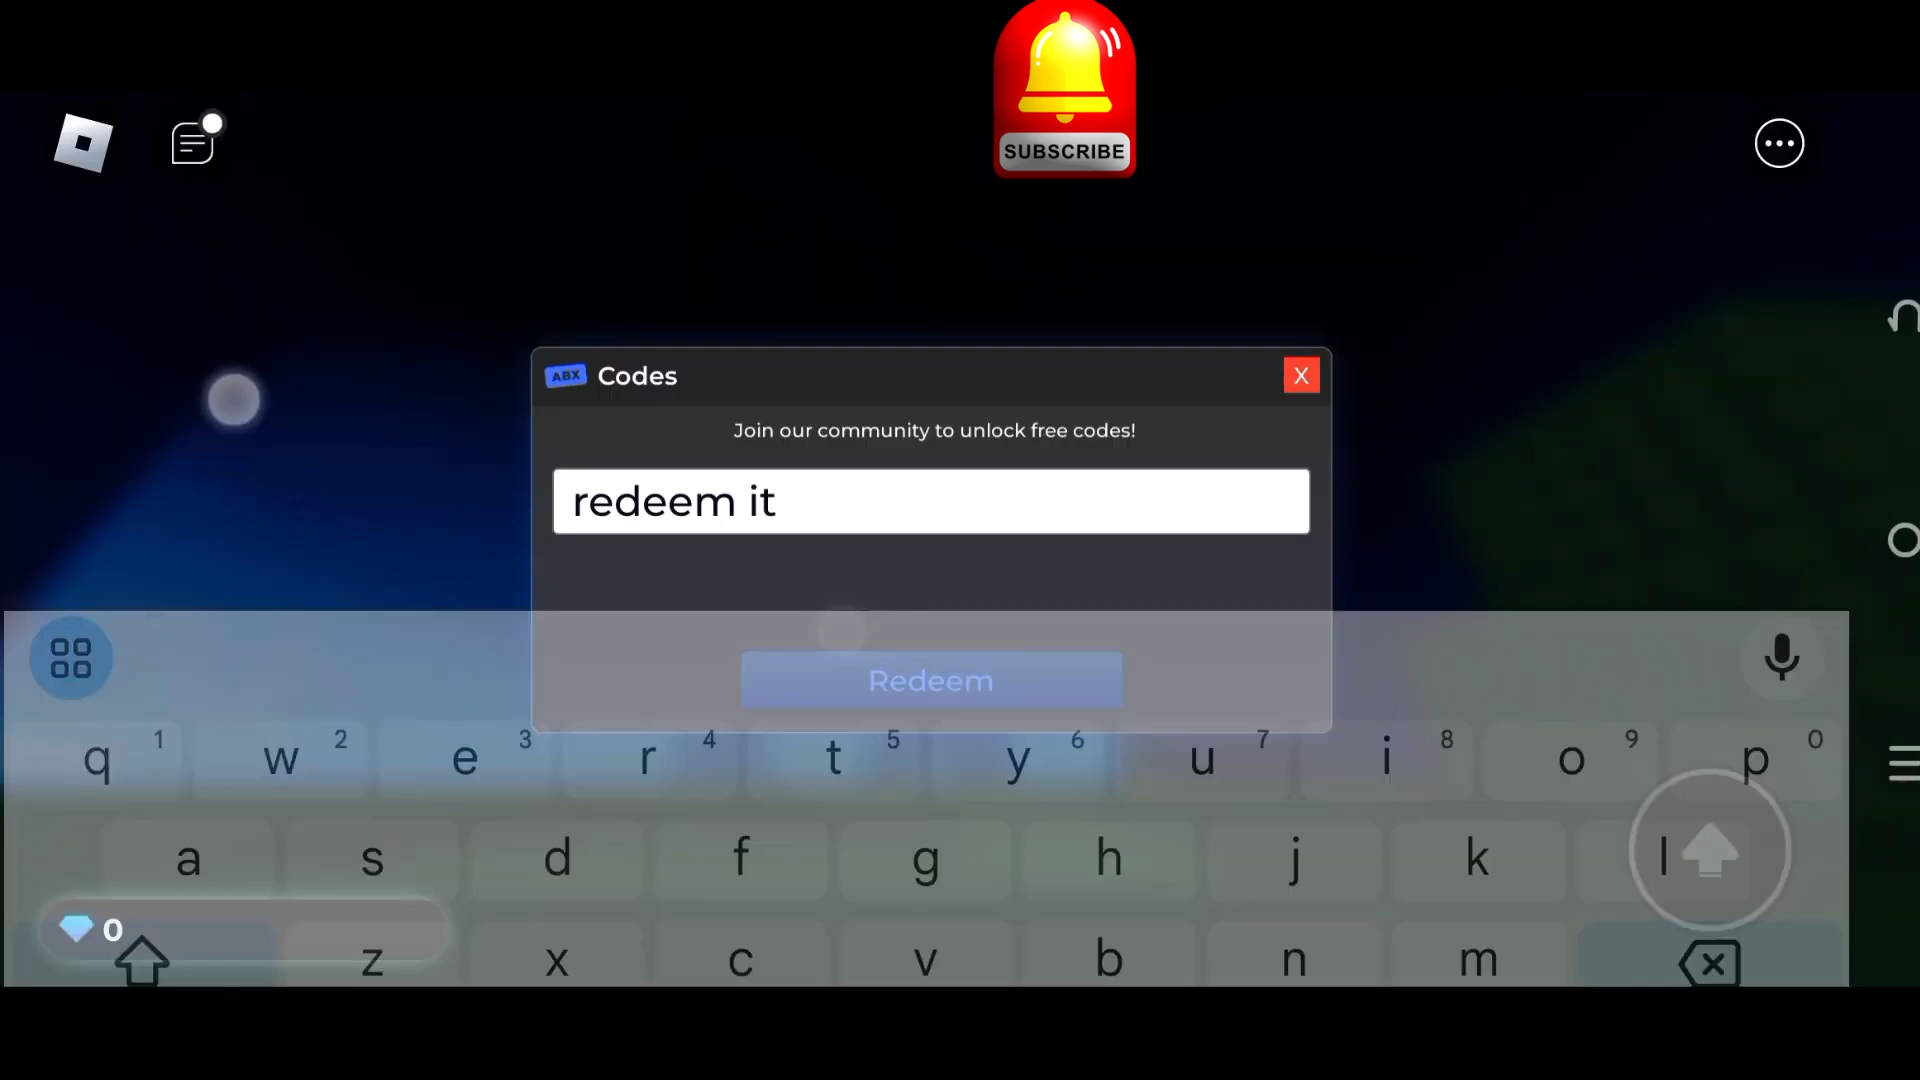 SUBSCRIBE
ABX Codes X
Join our community to unlock free codes!
redeem it
Redeem
q 1 w 2 e 3 r 4 t 5 y 6 u 7 i 8 o 9 p 0
a s d f g h j k l
0
z x c v b n m